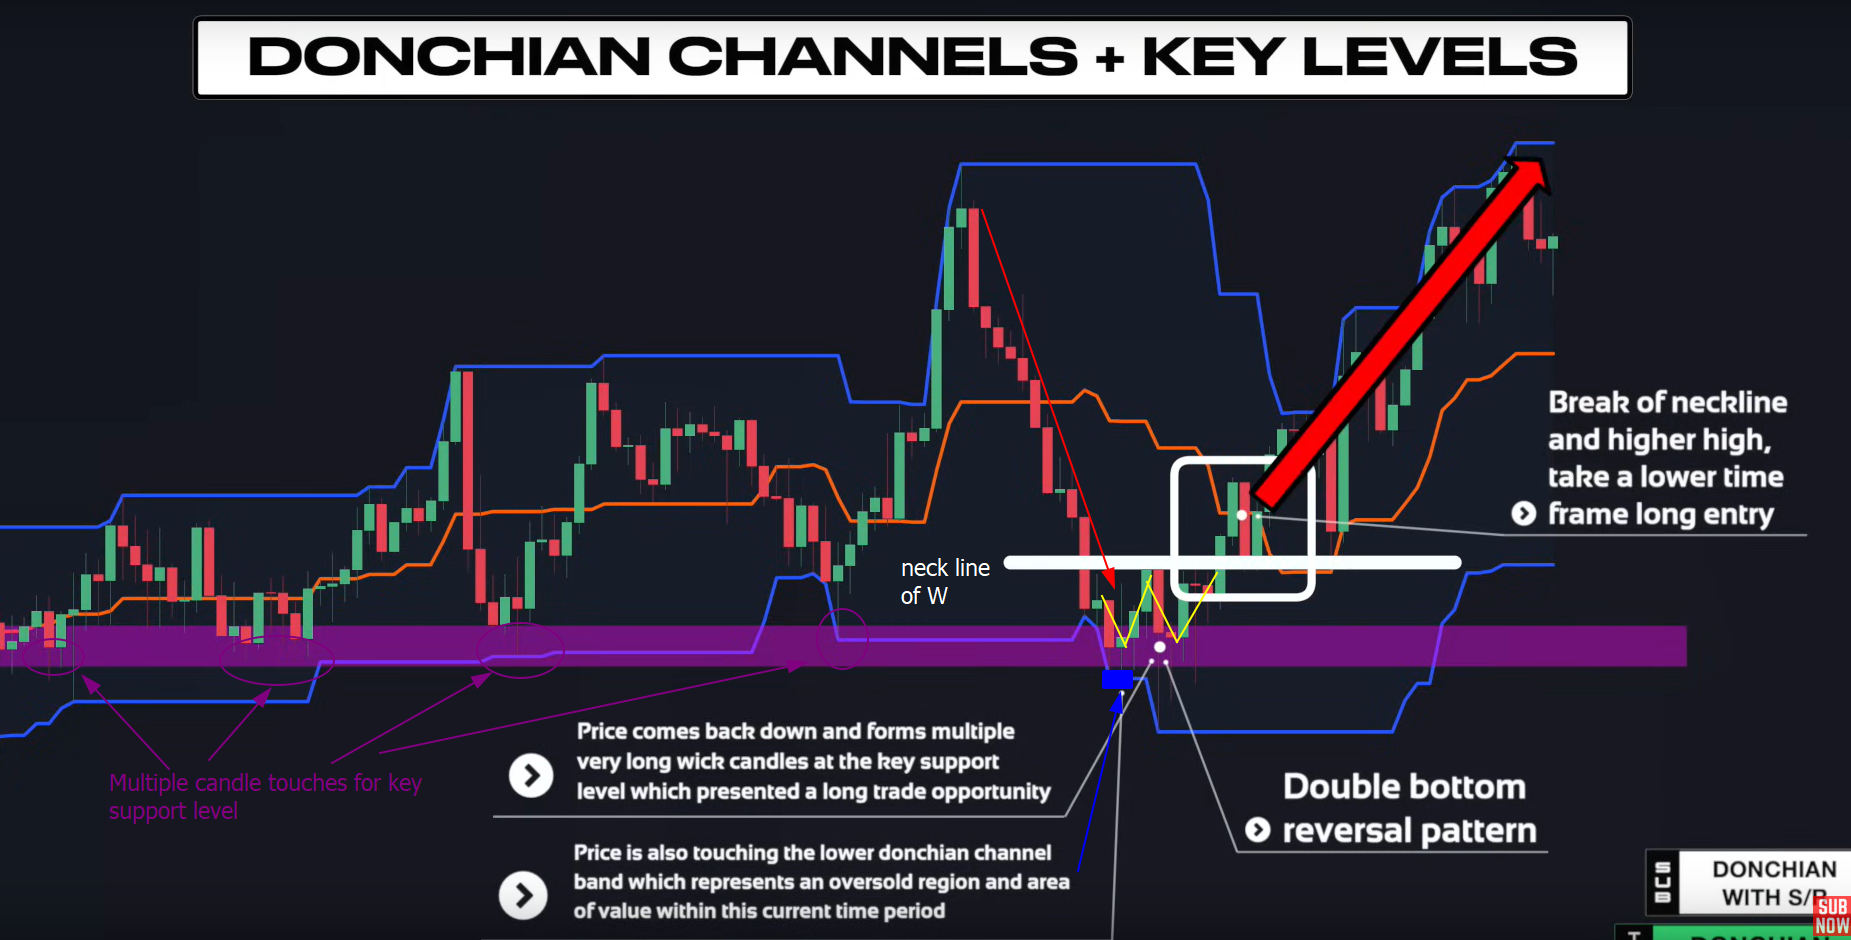 DONCHIAN CHANNELS + KEY LEVELS
Break of neckline
and higher high,
take a lower time
frame long entry
neck line
of W
Multiple candle touches for key
support level
Price comes back down and forms multiple
very long wick candles at the key support
level which presented a long trade opportunity
Double bottom
reversal pattern
Price is also touching the lower donchian channel
band which represents an oversold region and area
of value within this current time period
SUB
DONCHIAN
WITH S/R
SUB
NOW